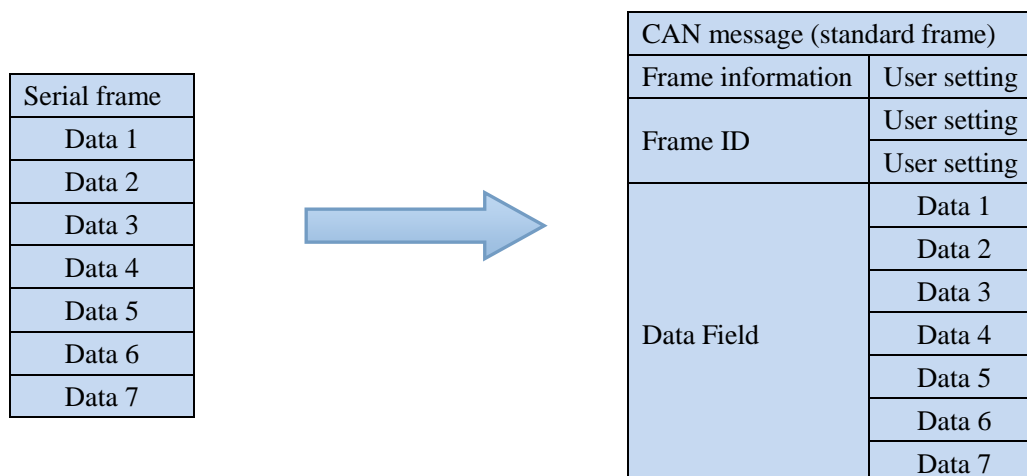 Serial frame
Data 1
Data 2
Data 3
Data 4
Data 5
Data 6
Data 7
CAN message (standard frame)
Frame information User setting
Frame ID User setting
User setting
Data Field Data 1
Data 2
Data 3
Data 4
Data 5
Data 6
Data 7